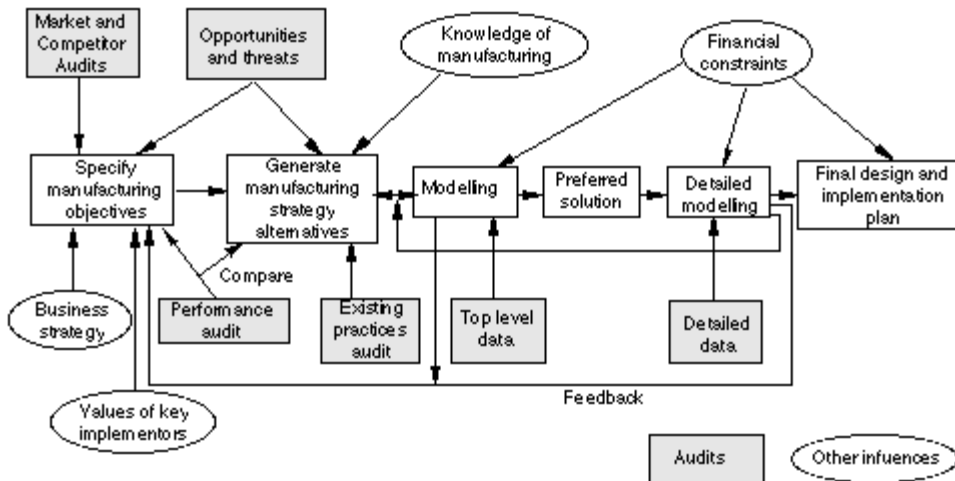 Market and
Competitor
Audits
Opportunities
and threats
Knowledge of
manufacturing
Financial
constraints
Specify
manufacturing
objectives
Generate
manufacturing
strategy
alternatives
Modelling
Preferred
solution
Detailed
modelling
Final design and
implementation
plan
Compare
Business
strategy
Performance
audit
Existing
practices
audit
Top level
data
Detailed
data
Feedback
Values of key
implementors
Audits
Other infuences